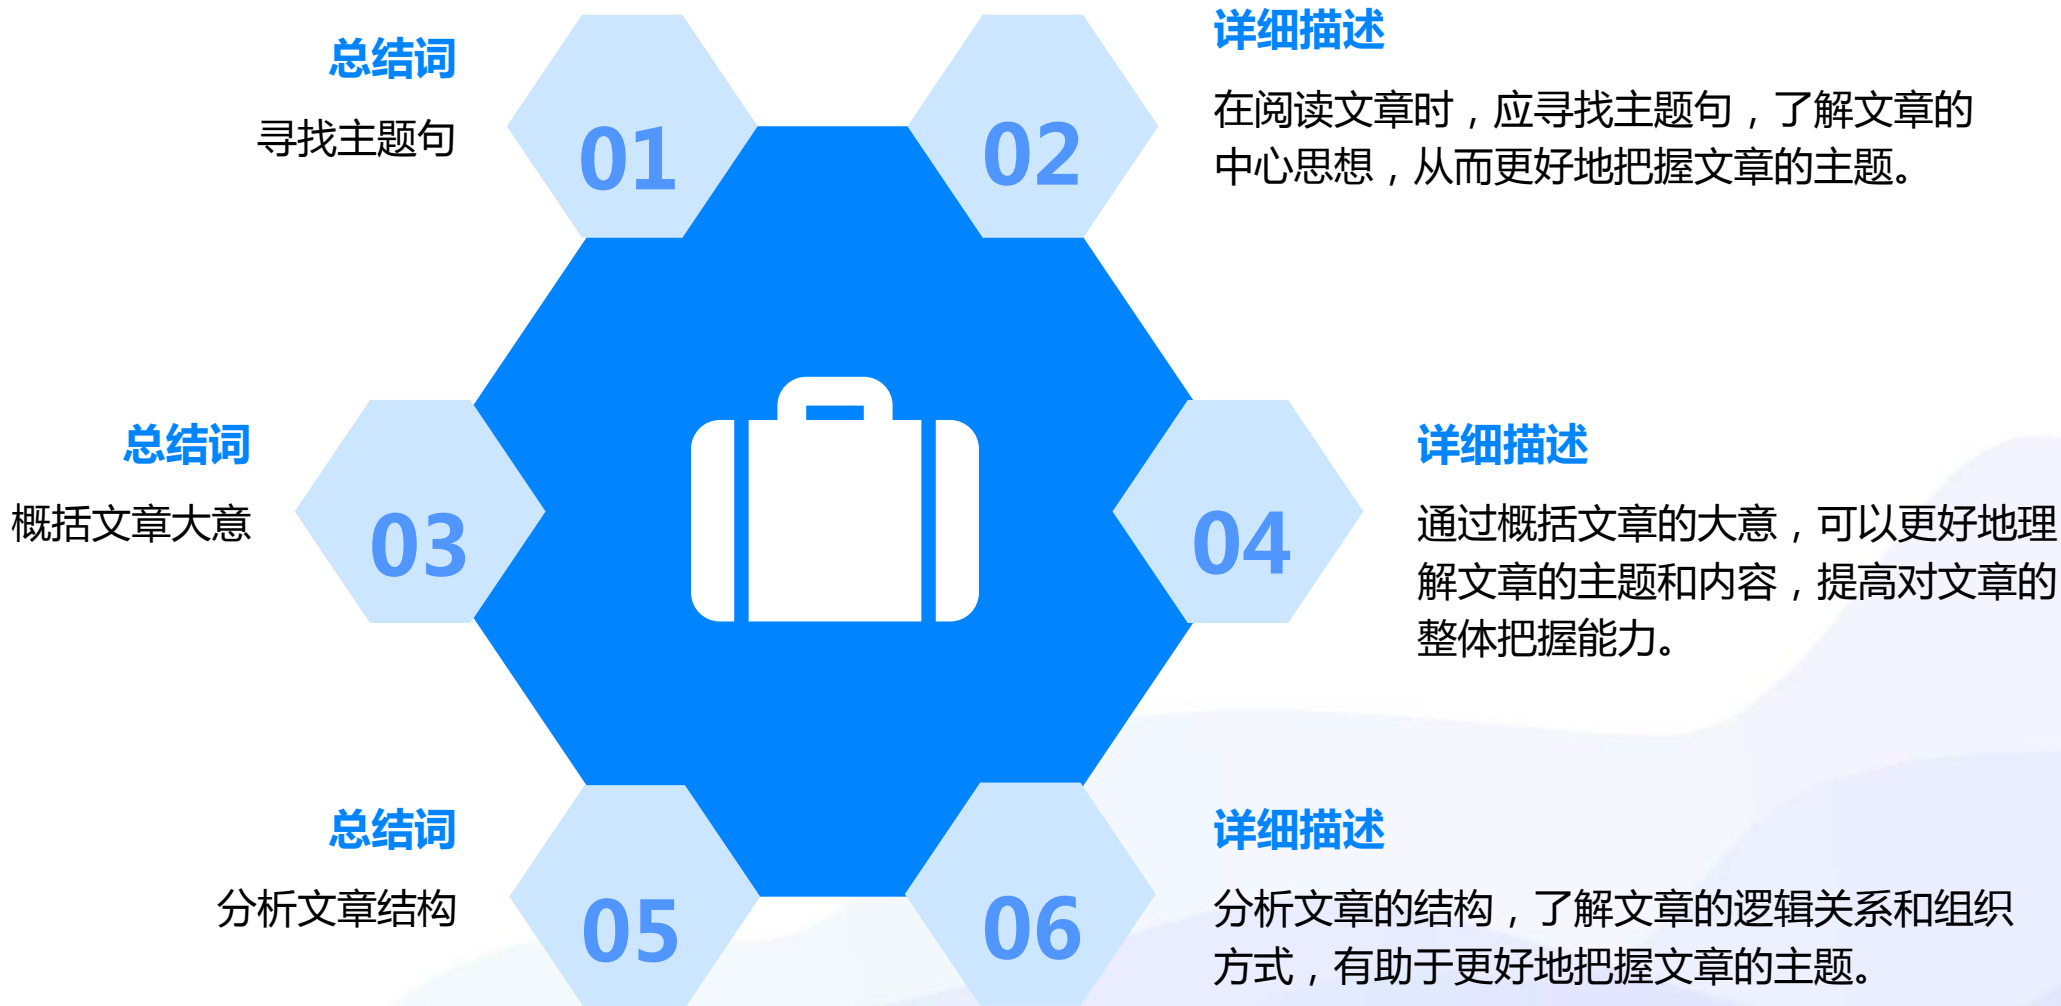 总结词
寻找主题句
01
02
详细描述
在阅读文章时，应寻找主题句，了解文章的
中心思想，从而更好地把握文章的主题。
总结词
概括文章大意
03
04
详细描述
通过概括文章的大意，可以更好地理
解文章的主题和内容，提高对文章的
整体把握能力。
总结词
分析文章结构
05
06
详细描述
分析文章的结构，了解文章的逻辑关系和组织
方式，有助于更好地把握文章的主题。